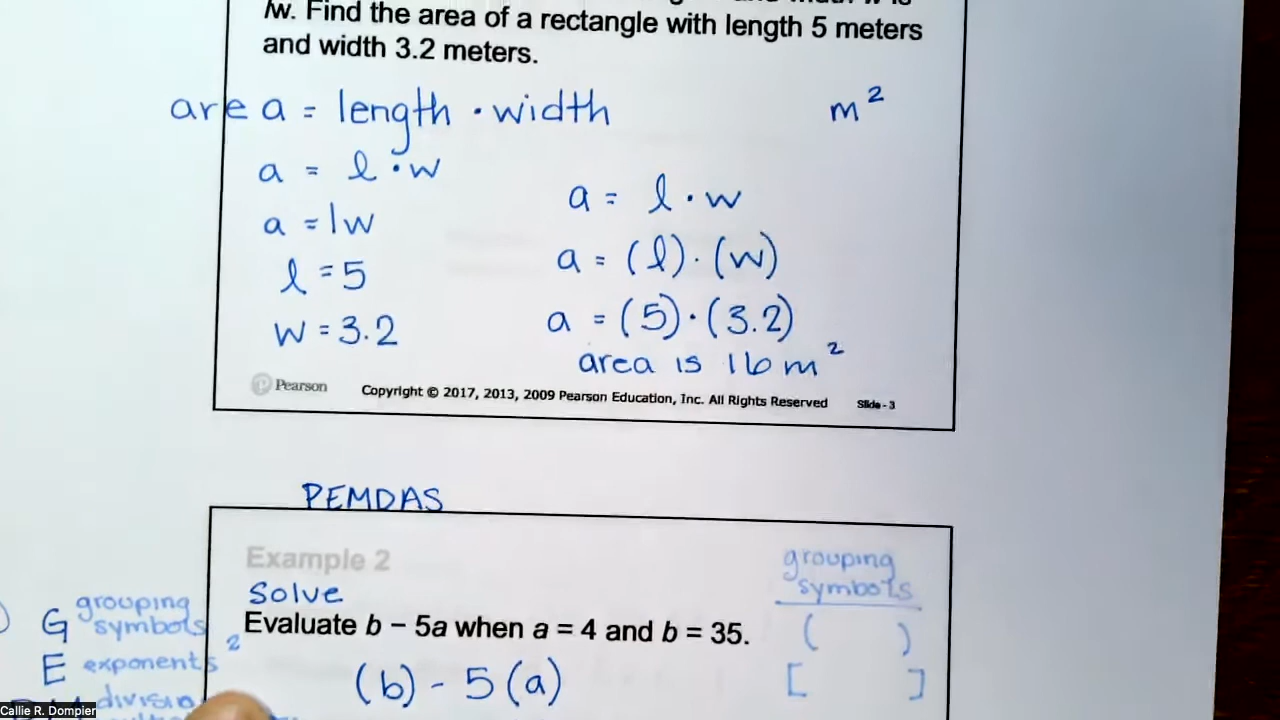 lw. Find the area of a rectangle with length 5 meters
and width 3.2 meters.
area = length · width
m²
a = l · w
a = lw
l = 5
w = 3.2
a = l · w
a = (l) · (w)
a = (5) · (3.2)
area is 16 m²
Pearson
Copyright © 2017, 2013, 2009 Pearson Education, Inc. All Rights Reserved
Slide - 3
PEMDAS
Example 2
Solve
Evaluate b − 5a when a = 4 and b = 35.
(b) - 5 (a)
grouping
symbols
( )
[ ]
G grouping
symbols
E exponents 2
division
Callie R. Dompier